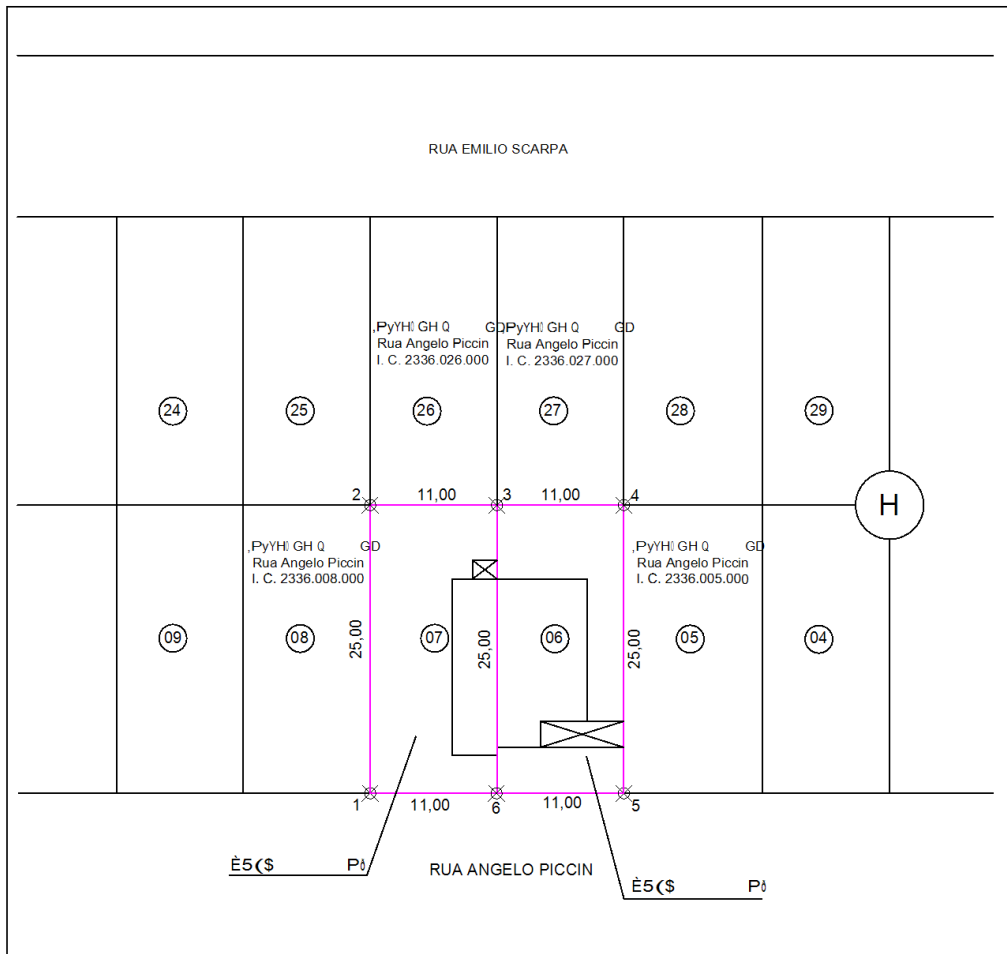 RUA EMILIO SCARPA
Rua Angelo Piccin
I. C. 2336.026.000
Rua Angelo Piccin
I. C. 2336.027.000
24
25
26
27
28
29
2
11,00
3
11,00
4
H
Rua Angelo Piccin
I. C. 2336.008.000
Rua Angelo Piccin
I. C. 2336.005.000
09
08
25,00
07
25,00
06
25,00
05
04
1
11,00
6
11,00
5
RUA ANGELO PICCIN